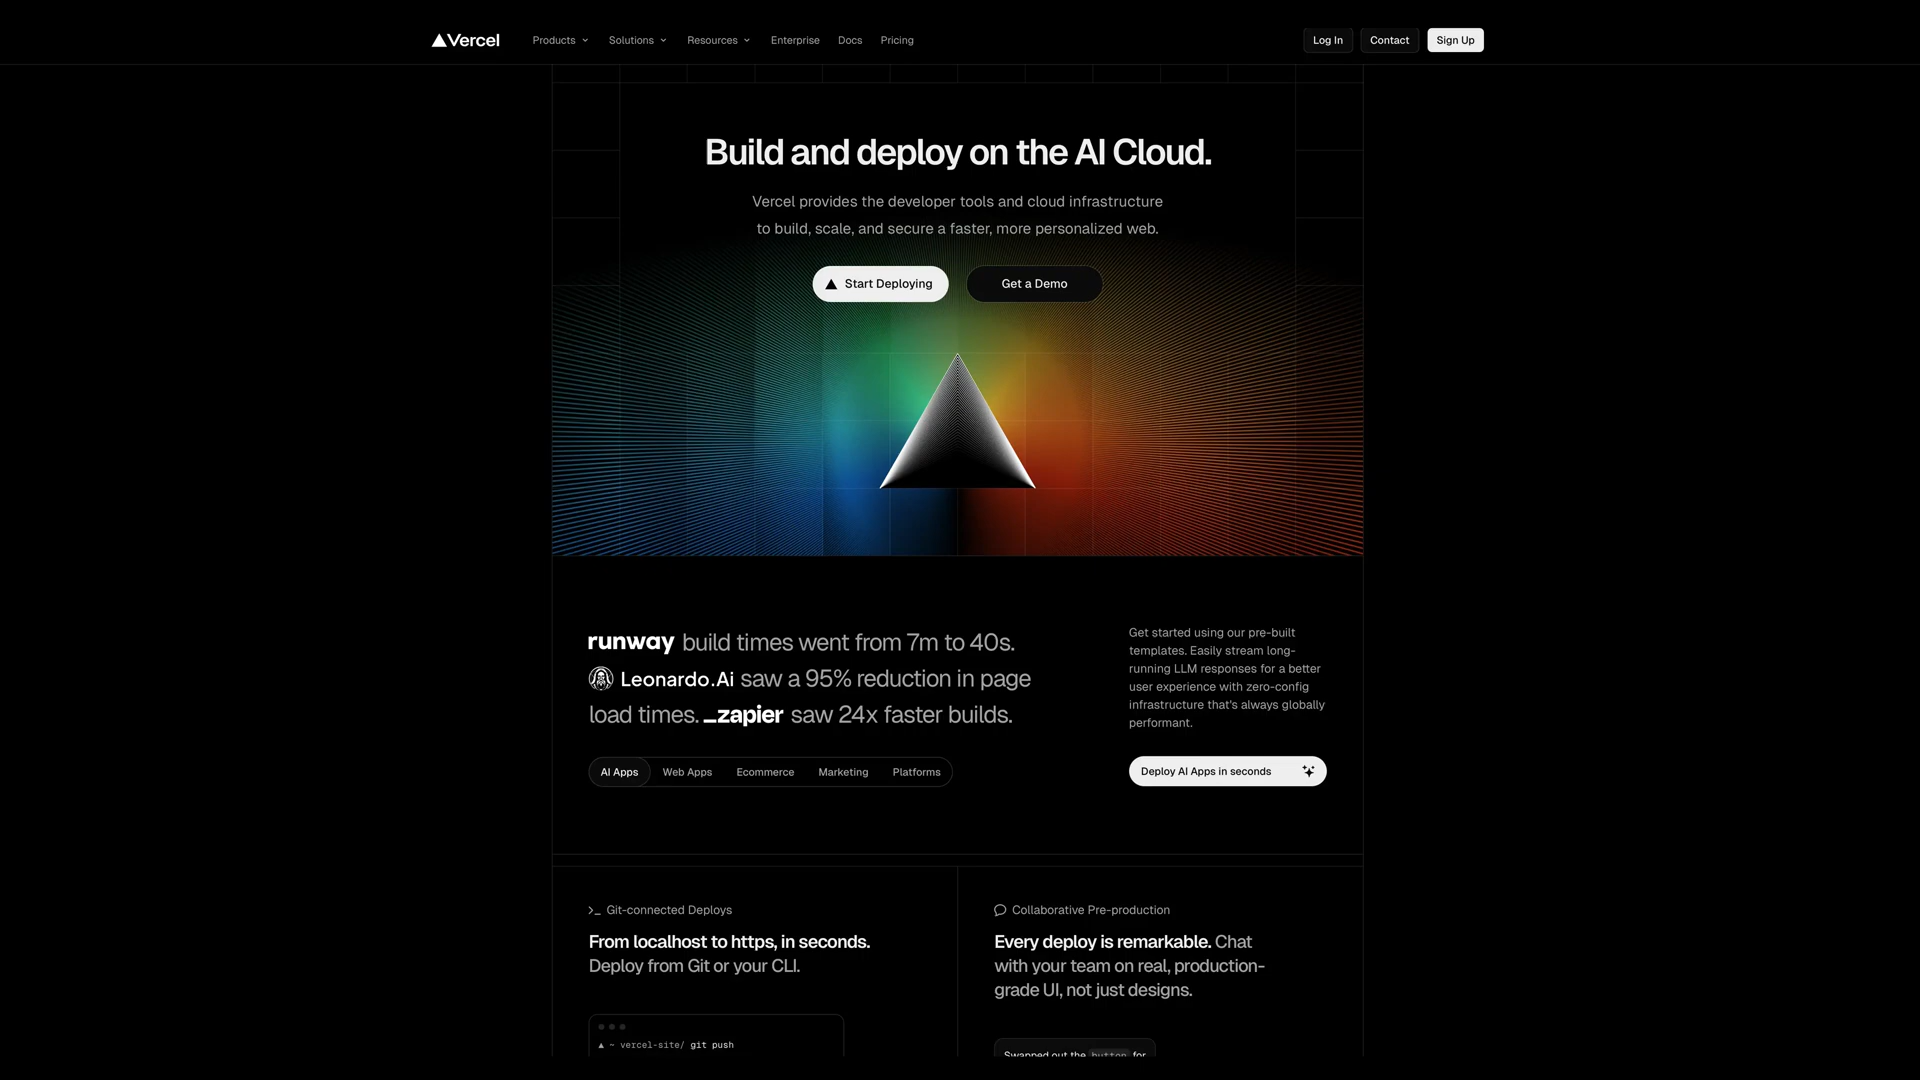 Vercel Products Solutions Resources Enterprise Docs Pricing Log In Contact Sign Up
Build and deploy on the AI Cloud.
Vercel provides the developer tools and cloud infrastructure
to build, scale, and secure a faster, more personalized web.
Start Deploying Get a Demo
runway build times went from 7m to 40s.
Leonardo.Ai saw a 95% reduction in page
load times. _zapier saw 24x faster builds.
AI Apps Web Apps Ecommerce Marketing Platforms
Get started using our pre-built
templates. Easily stream long-
running LLM responses for a better
user experience with zero-config
infrastructure that's always globally
performant.
Deploy AI Apps in seconds
Git-connected Deploys
From localhost to https, in seconds.
Deploy from Git or your CLI.
▲ ~ vercel-site/ git push
Collaborative Pre-production
Every deploy is remarkable. Chat
with your team on real, production-
grade UI, not just designs.
Swapped out the button for